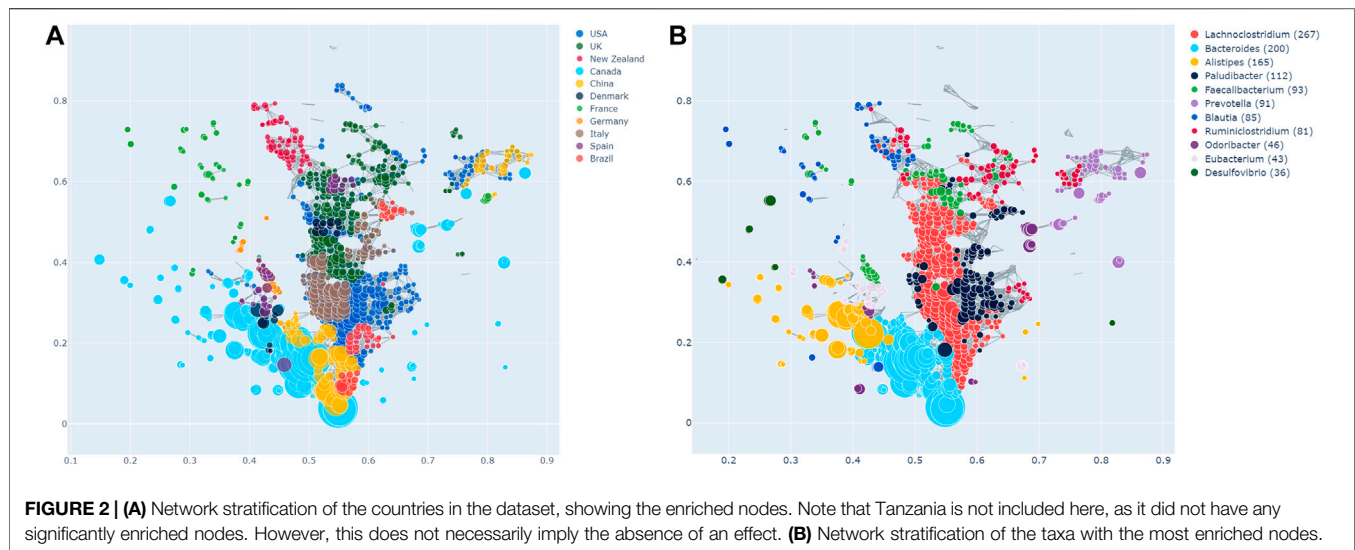 A
USA
UK
New Zealand
Canada
China
Denmark
France
Germany
Italy
Spain
Brazil
0.8
0.6
0.4
0.2
0
0.1 0.2 0.3 0.4 0.5 0.6 0.7 0.8 0.9
B
Lachnoclostridium (267)
Bacteroides (200)
Alistipes (165)
Paludibacter (112)
Faecalibacterium (93)
Prevotella (91)
Blautia (85)
Ruminiclostridium (81)
Odoribacter (46)
Eubacterium (43)
Desulfovibrio (36)
0.8
0.6
0.4
0.2
0
0.2 0.3 0.4 0.5 0.6 0.7 0.8 0.9
FIGURE 2 | (A) Network stratification of the countries in the dataset, showing the enriched nodes. Note that Tanzania is not included here, as it did not have any
significantly enriched nodes. However, this does not necessarily imply the absence of an effect. (B) Network stratification of the taxa with the most enriched nodes.